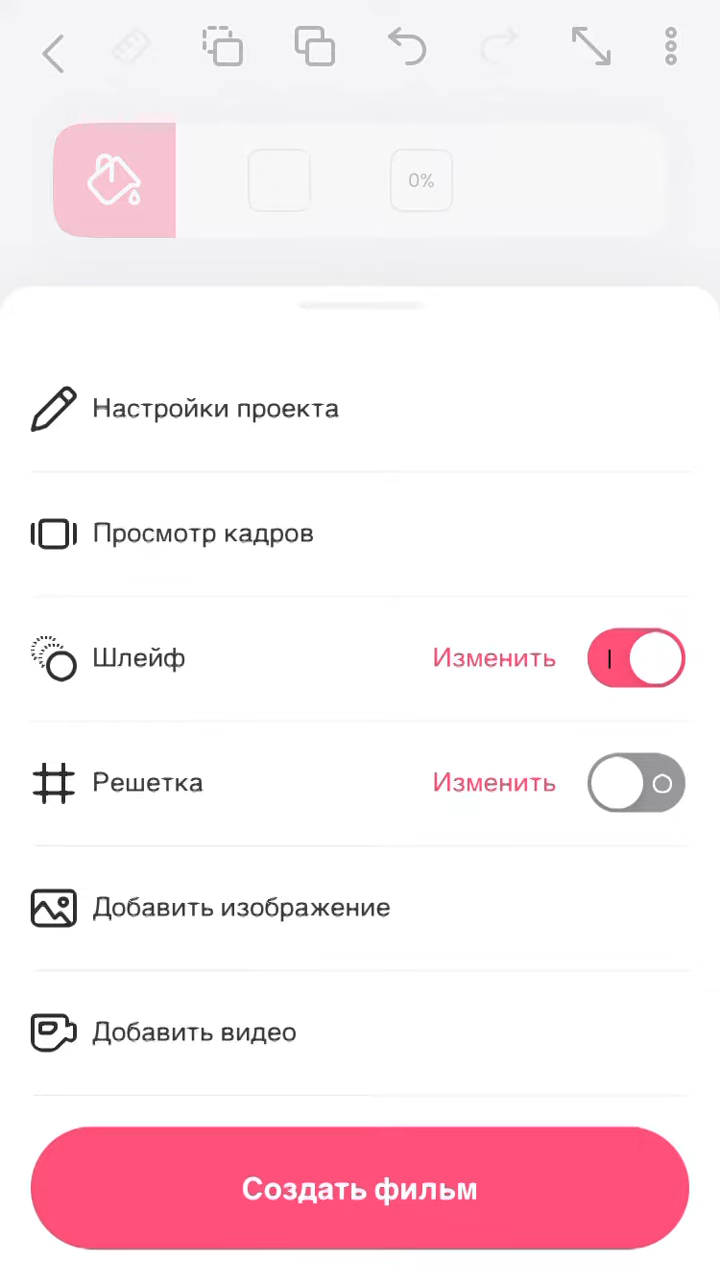 0%
Настройки проекта
Просмотр кадров
Шлейф Изменить
Решетка Изменить
Добавить изображение
Добавить видео
Создать фильм